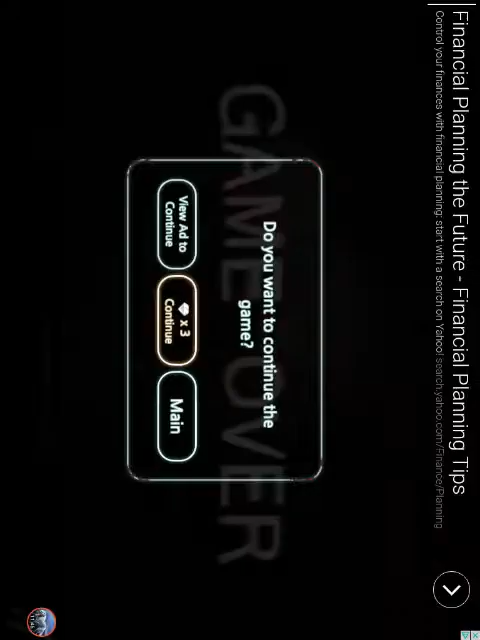 Financial Planning the Future - Financial Planning Tips
Control your finances with financial planning: start with a search on Yahoo! search.yahoo.com/Finance/Planning
GAME OVER
Do you want to continue the
game?
View Ad to
Continue
x 3
Continue
Main